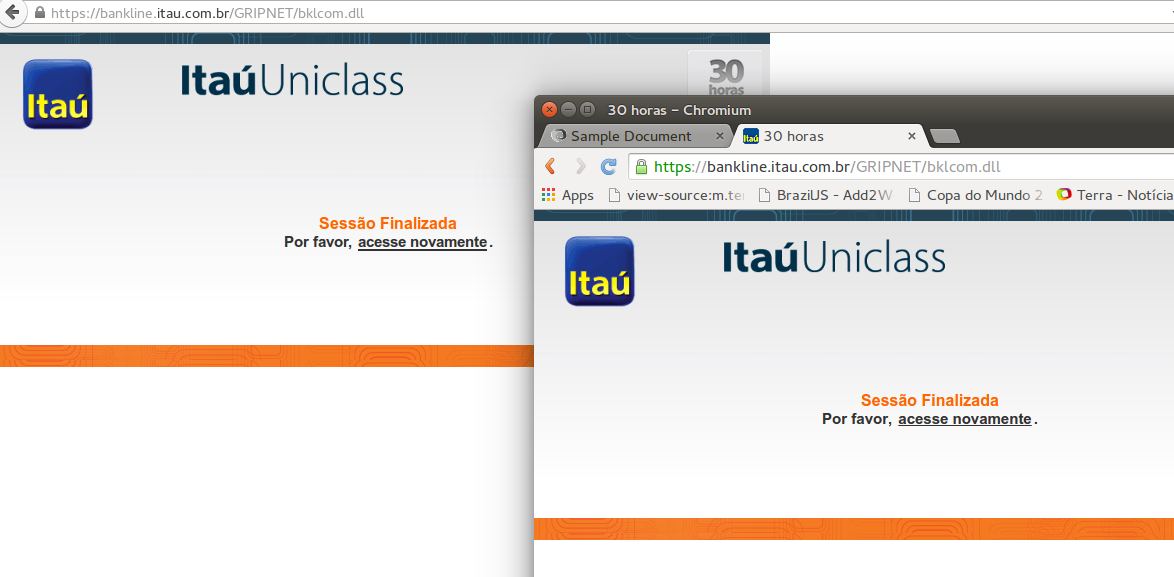 https://bankline.itau.com.br/GRIPNET/bklcom.dll
Itaú
ItaúUniclass
30
horas
Sessão Finalizada
Por favor, acesse novamente.
30 horas - Chromium
Sample Document
30 horas
https://bankline.itau.com.br/GRIPNET/bklcom.dll
Apps
view-source:m.te
BraziUS - Add2W
Copa do Mundo 2
Terra - Notícia
Itaú
ItaúUniclass
Sessão Finalizada
Por favor, acesse novamente.